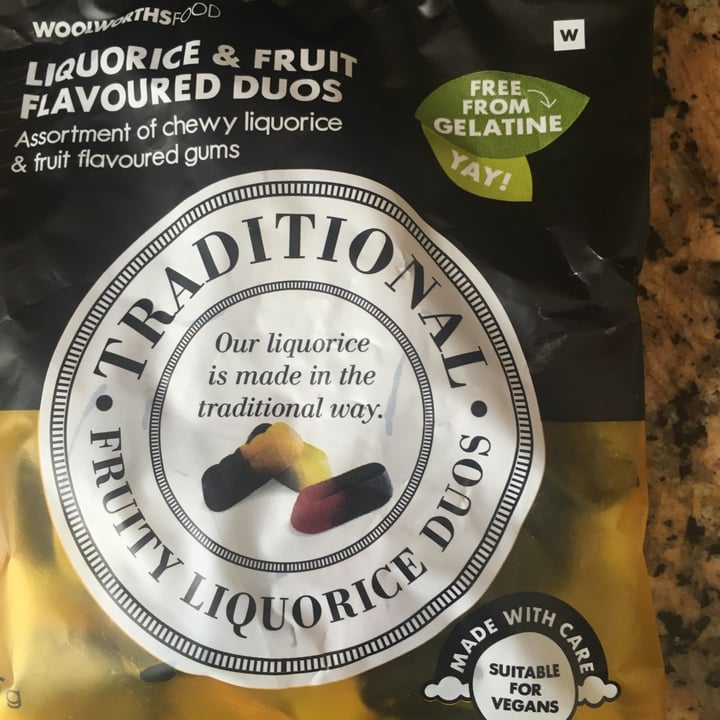 WOOLWORTHSFOOD
W
LIQUORICE & FRUIT
FLAVOURED DUOS
Assortment of chewy liquorice
& fruit flavoured gums
FREE
FROM
GELATINE
YAY!
TRADITIONAL
Our liquorice
is made in the
traditional way.
FRUITY LIQUORICE DUOS
MADE WITH CARE
SUITABLE
FOR
VEGANS